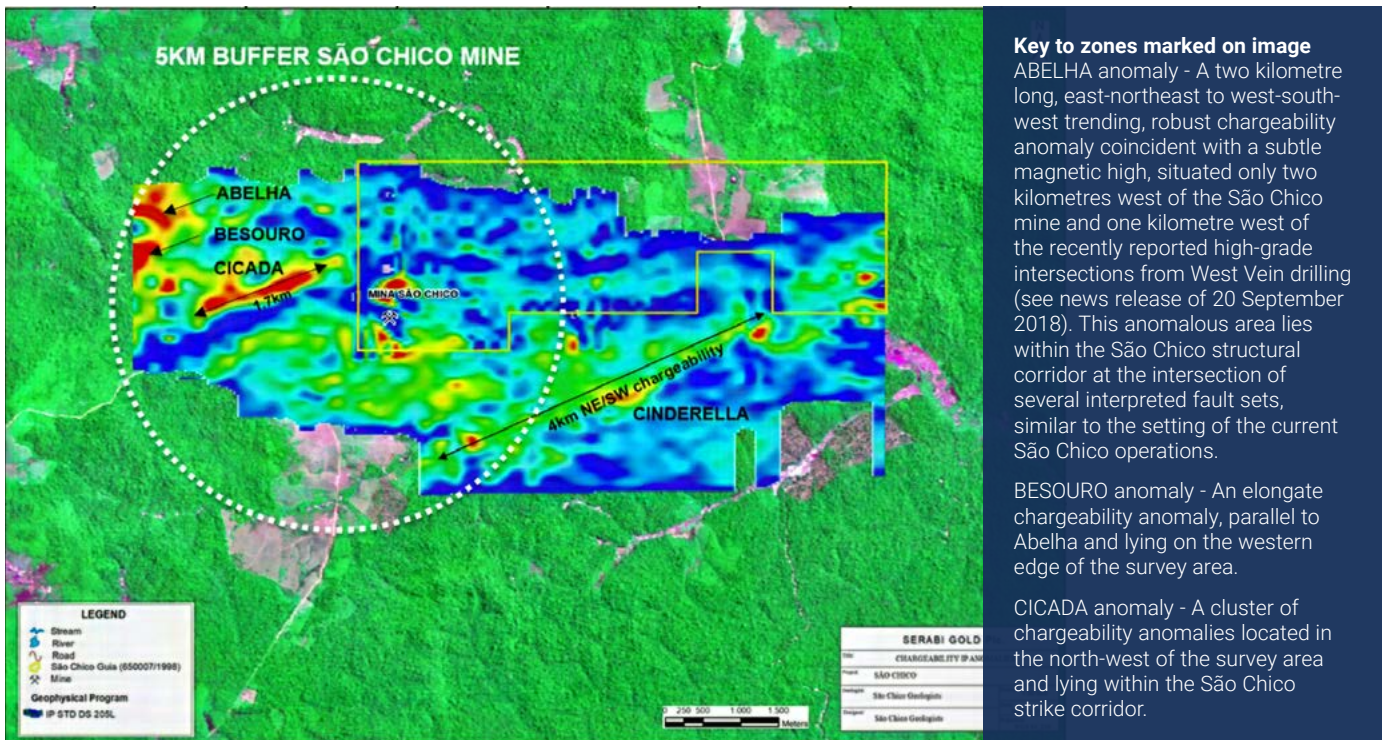 5KM BUFFER SÃO CHICO MINE
ABELHA
BESOURO
CICADA
1.7km
MINA SÃO CHICO
4km NE/SW chargeability
CINDERELLA
LEGEND
Stream
River
Road
São Chico Guia (650007/1998)
Mine
Geophysical Program
IP STD DS 205L
0 250 500 1 000 1 500
Meters
SERABI GOLD
CHARGEABILITY IP AN
SÃO CHICO
São Chico Geologists
São Chico Geologists
Key to zones marked on image
ABELHA anomaly - A two kilometre
long, east-northeast to west-south-
west trending, robust chargeability
anomaly coincident with a subtle
magnetic high, situated only two
kilometres west of the São Chico
mine and one kilometre west of
the recently reported high-grade
intersections from West Vein drilling
(see news release of 20 September
2018). This anomalous area lies
within the São Chico structural
corridor at the intersection of
several interpreted fault sets,
similar to the setting of the current
São Chico operations.
BESOURO anomaly - An elongate
chargeability anomaly, parallel to
Abelha and lying on the western
edge of the survey area.
CICADA anomaly - A cluster of
chargeability anomalies located in
the north-west of the survey area
and lying within the São Chico
strike corridor.